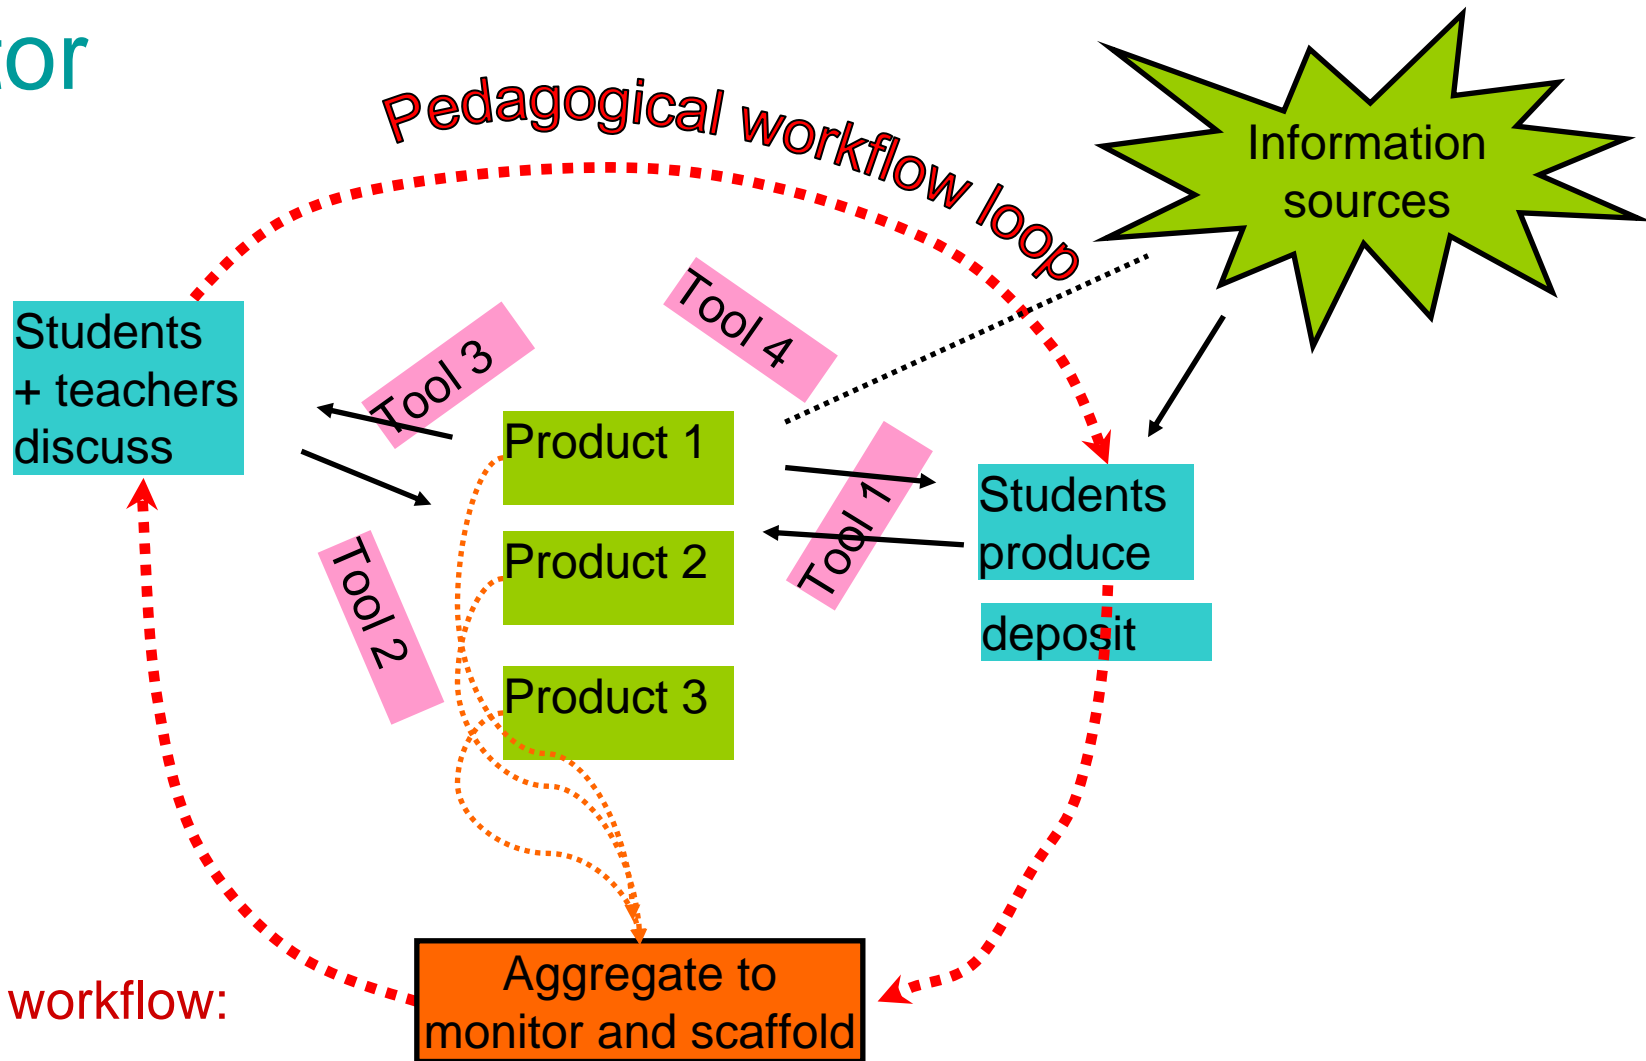 tor
Pedagogical workflow loop
Information
sources
Students
+ teachers
discuss
Tool 3
Tool 4
Product 1
Tool 1
Students
produce
Product 2
Tool 2
deposit
Product 3
Aggregate to
monitor and scaffold
workflow: